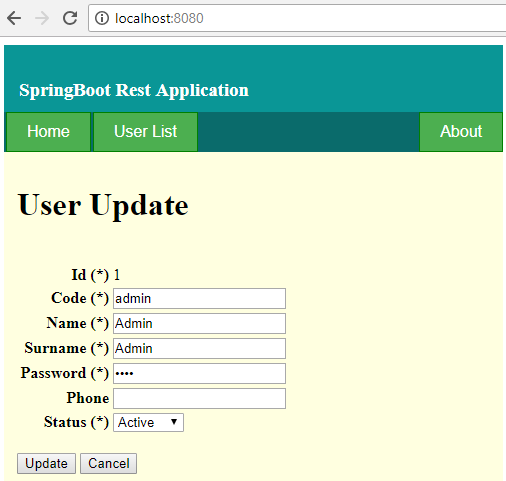 localhost:8080
SpringBoot Rest Application
Home User List About
User Update
Id (*) 1
Code (*) admin
Name (*) Admin
Surname (*) Admin
Password (*) ••••
Phone
Status (*) Active
Update Cancel